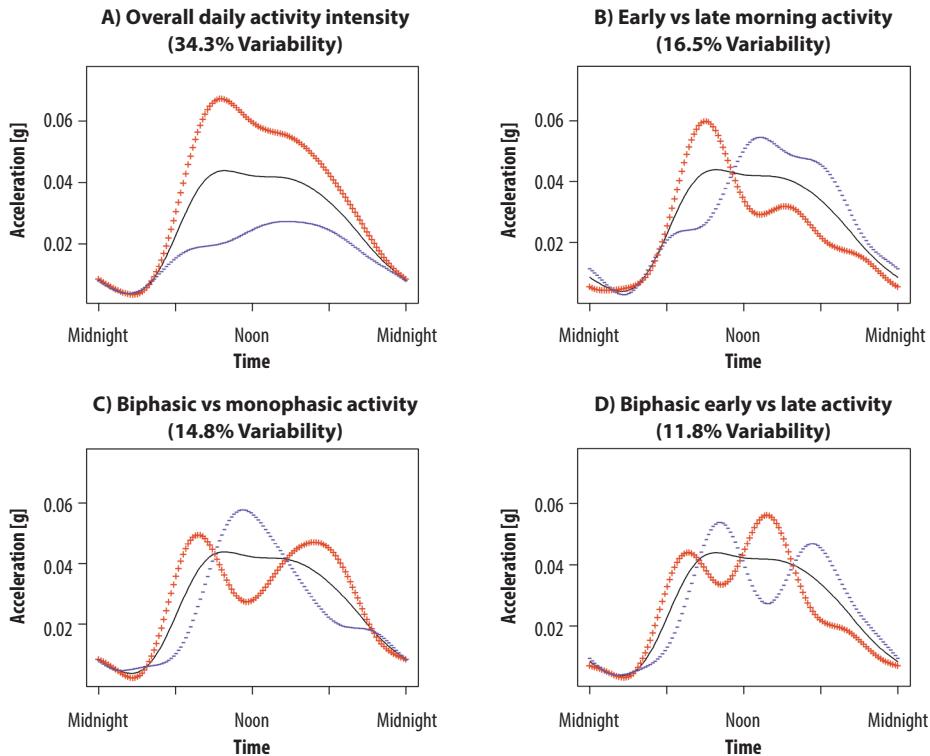 A) Overall daily activity intensity
(34.3% Variability)
Acceleration [g]
0.06
0.04
0.02
Midnight Noon Midnight
Time
B) Early vs late morning activity
(16.5% Variability)
Acceleration [g]
0.06
0.04
0.02
Midnight Noon Midnight
Time
C) Biphasic vs monophasic activity
(14.8% Variability)
Acceleration [g]
0.06
0.04
0.02
Midnight Noon Midnight
Time
D) Biphasic early vs late activity
(11.8% Variability)
Acceleration [g]
0.06
0.04
0.02
Midnight Noon Midnight
Time